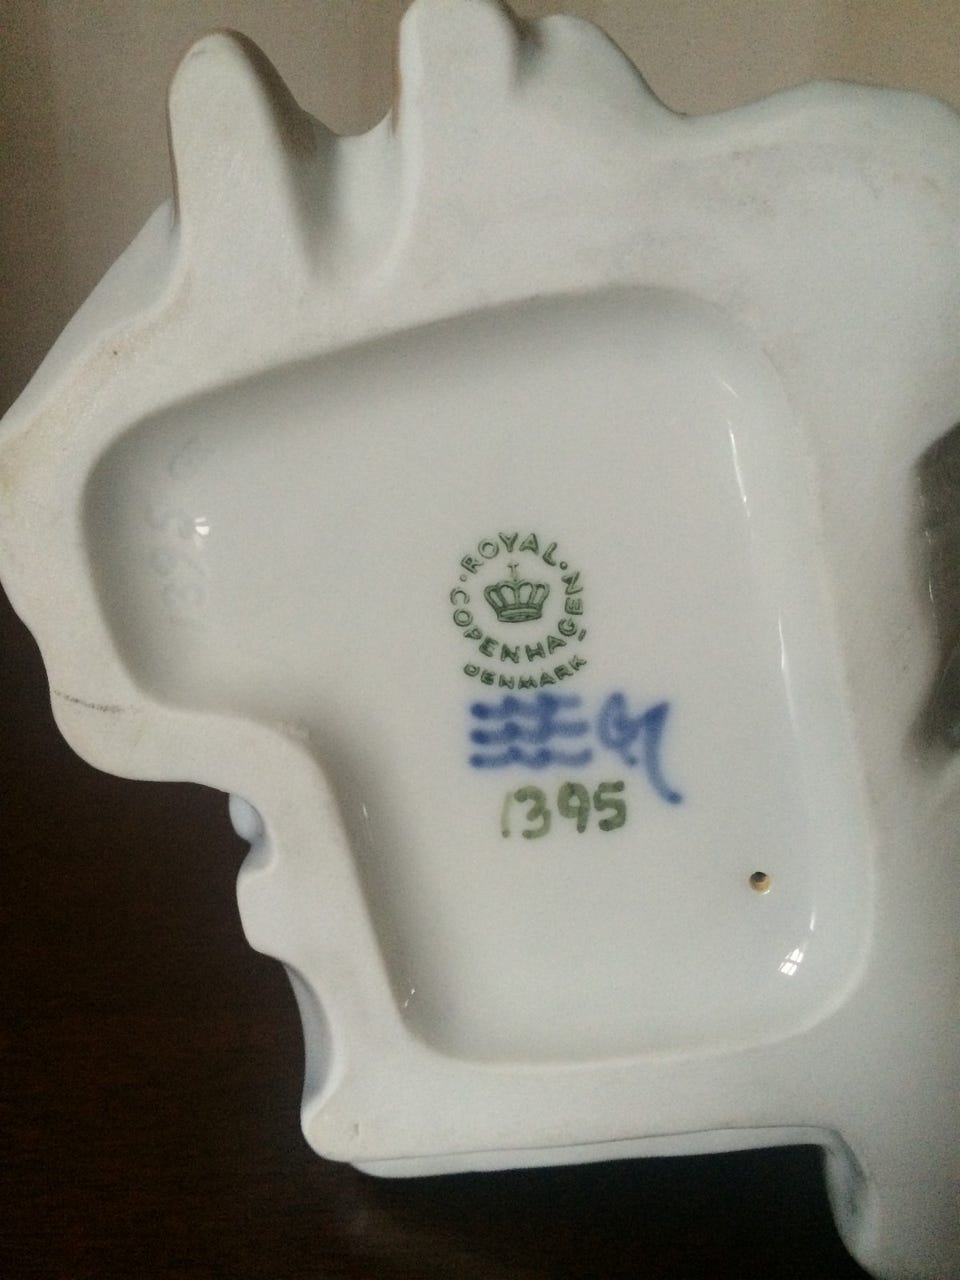 ROYAL
COPENHAGEN
DENMARK
1395